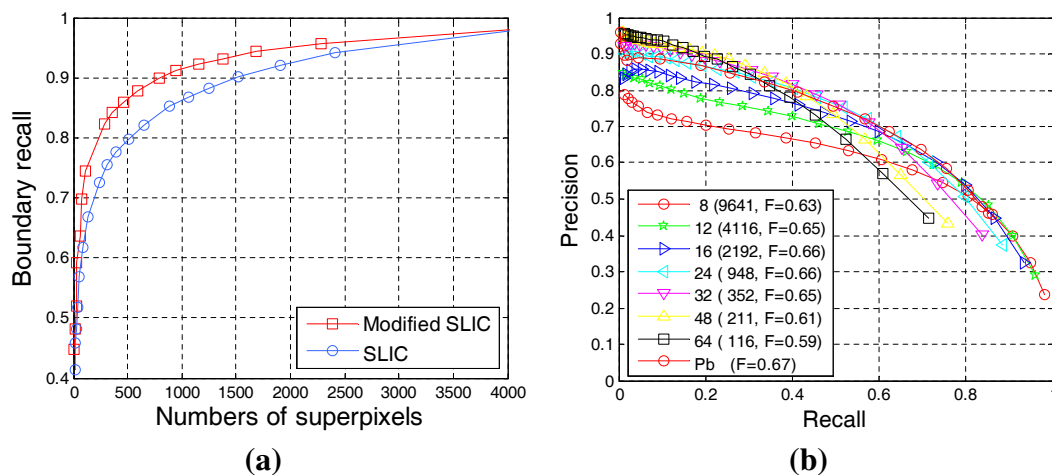 1
0.9
0.8
0.7
0.6
0.5
0.4
0 500 1000 1500 2000 2500 3000 3500 4000
Boundary recall
Numbers of superpixels
Modified SLIC
SLIC
(a)
1
0.9
0.8
0.7
0.6
0.5
0.4
0.3
0.2
0.1
0
0 0.2 0.4 0.6 0.8
Precision
Recall
8 (9641, F=0.63)
12 (4116, F=0.65)
16 (2192, F=0.66)
24 ( 948, F=0.66)
32 ( 352, F=0.65)
48 ( 211, F=0.61)
64 ( 116, F=0.59)
Pb (F=0.67)
(b)